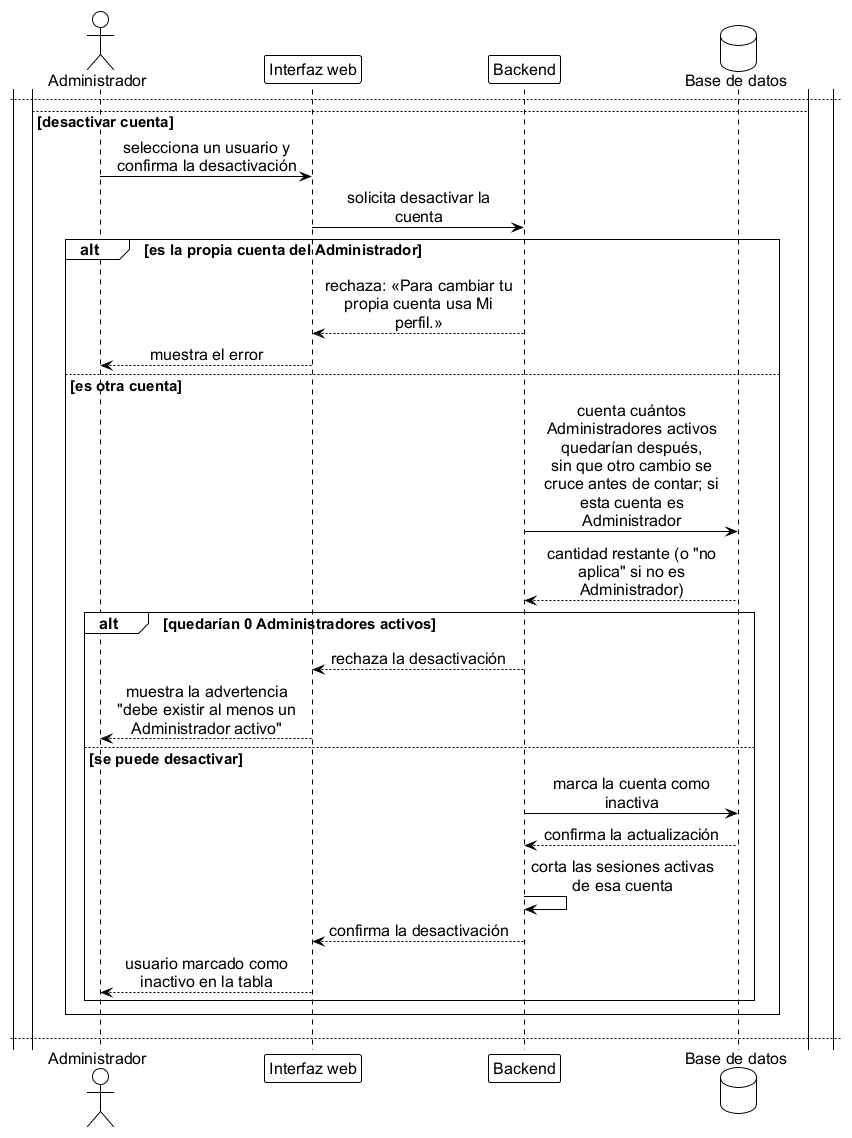 Administrador
Interfaz web
Backend
Base de datos
[desactivar cuenta]
selecciona un usuario y
confirma la desactivación
solicita desactivar la
cuenta
alt
[es la propia cuenta del Administrador]
rechaza: «Para cambiar tu
propia cuenta usa Mi
perfil.»
muestra el error
[es otra cuenta]
cuenta cuántos
Administradores activos
quedarían después,
sin que otro cambio se
cruce antes de contar; si
esta cuenta es
Administrador
cantidad restante (o "no
aplica" si no es
Administrador)
alt
[quedarían 0 Administradores activos]
rechaza la desactivación
muestra la advertencia
"debe existir al menos un
Administrador activo"
[se puede desactivar]
marca la cuenta como
inactiva
confirma la actualización
corta las sesiones activas
de esa cuenta
confirma la desactivación
usuario marcado como
inactivo en la tabla
Administrador
Interfaz web
Backend
Base de datos